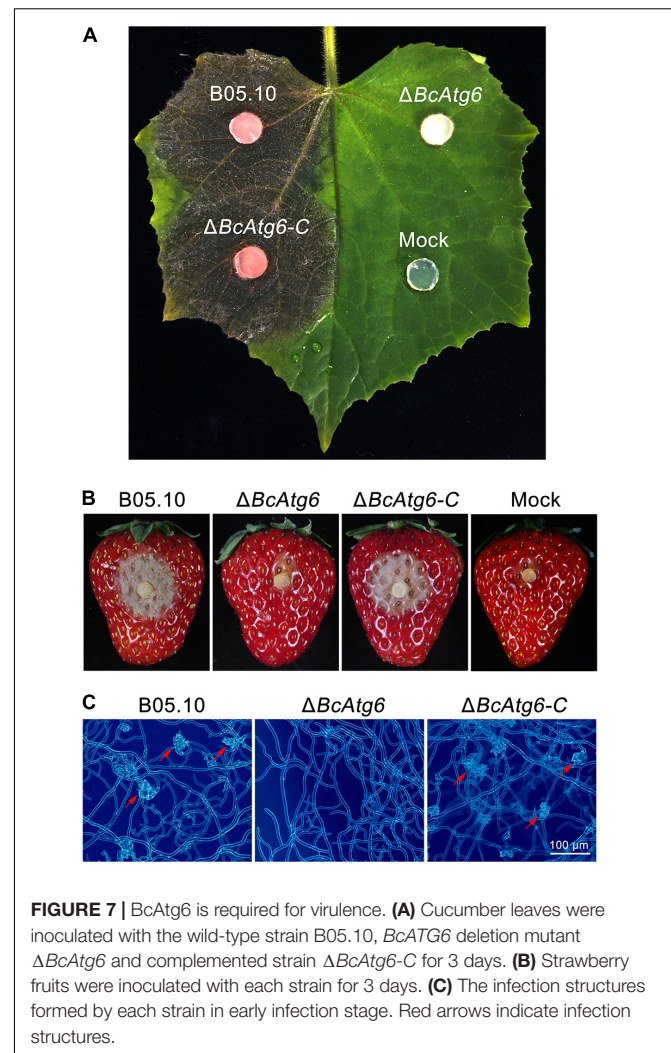 A
B05.10 ΔBcAtg6
ΔBcAtg6-C Mock
B B05.10 ΔBcAtg6 ΔBcAtg6-C Mock
C B05.10 ΔBcAtg6 ΔBcAtg6-C
100 µm
FIGURE 7 | BcAtg6 is required for virulence. (A) Cucumber leaves were
inoculated with the wild-type strain B05.10, BcATG6 deletion mutant
ΔBcAtg6 and complemented strain ΔBcAtg6-C for 3 days. (B) Strawberry
fruits were inoculated with each strain for 3 days. (C) The infection structures
formed by each strain in early infection stage. Red arrows indicate infection
structures.